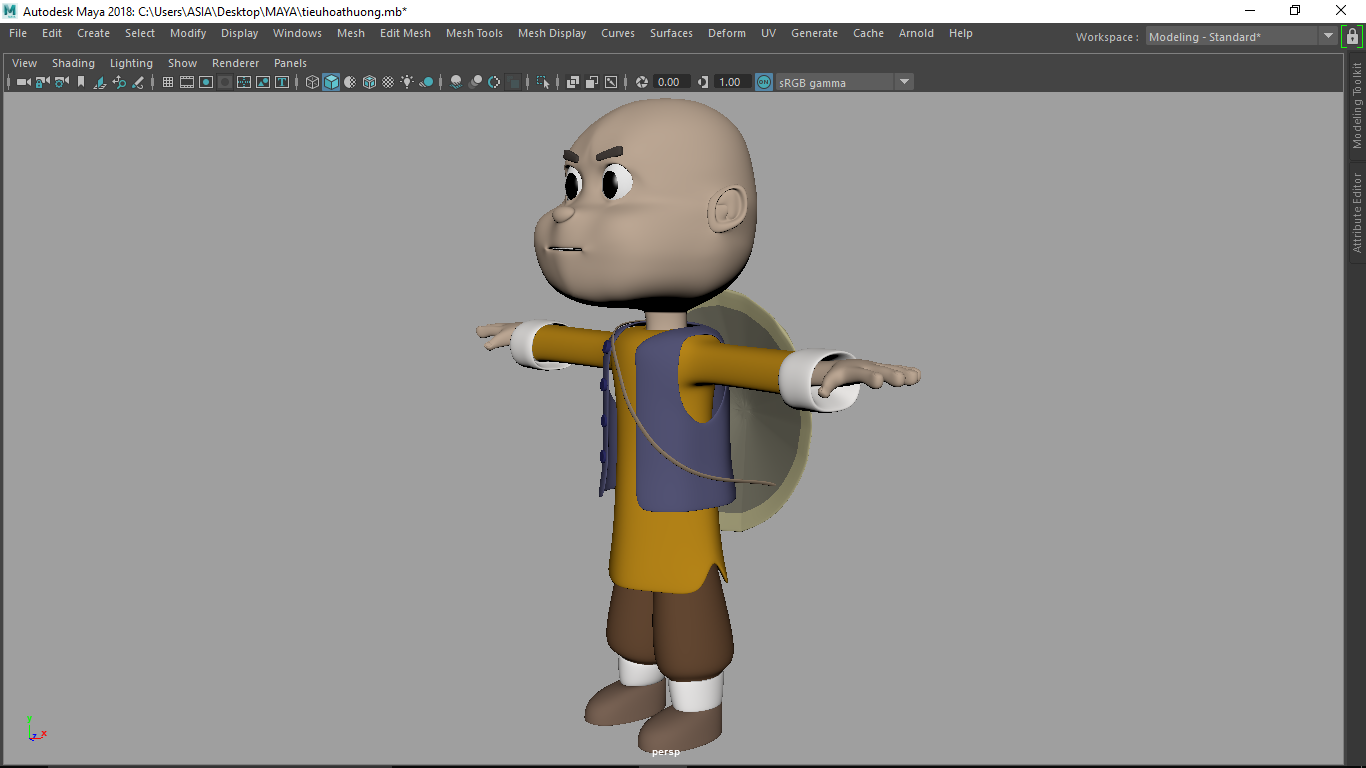 Autodesk Maya 2018: C:\Users\ASIA\Desktop\MAYA\tieuhoathuong.mb*
File Edit Create Select Modify Display Windows Mesh Edit Mesh Mesh Tools Mesh Display Curves Surfaces Deform UV Generate Cache Arnold Help
Workspace : Modeling - Standard*
View Shading Lighting Show Renderer Panels
0.00 1.00 ON sRGB gamma
Modeling Toolkit
Attribute Editor
persp